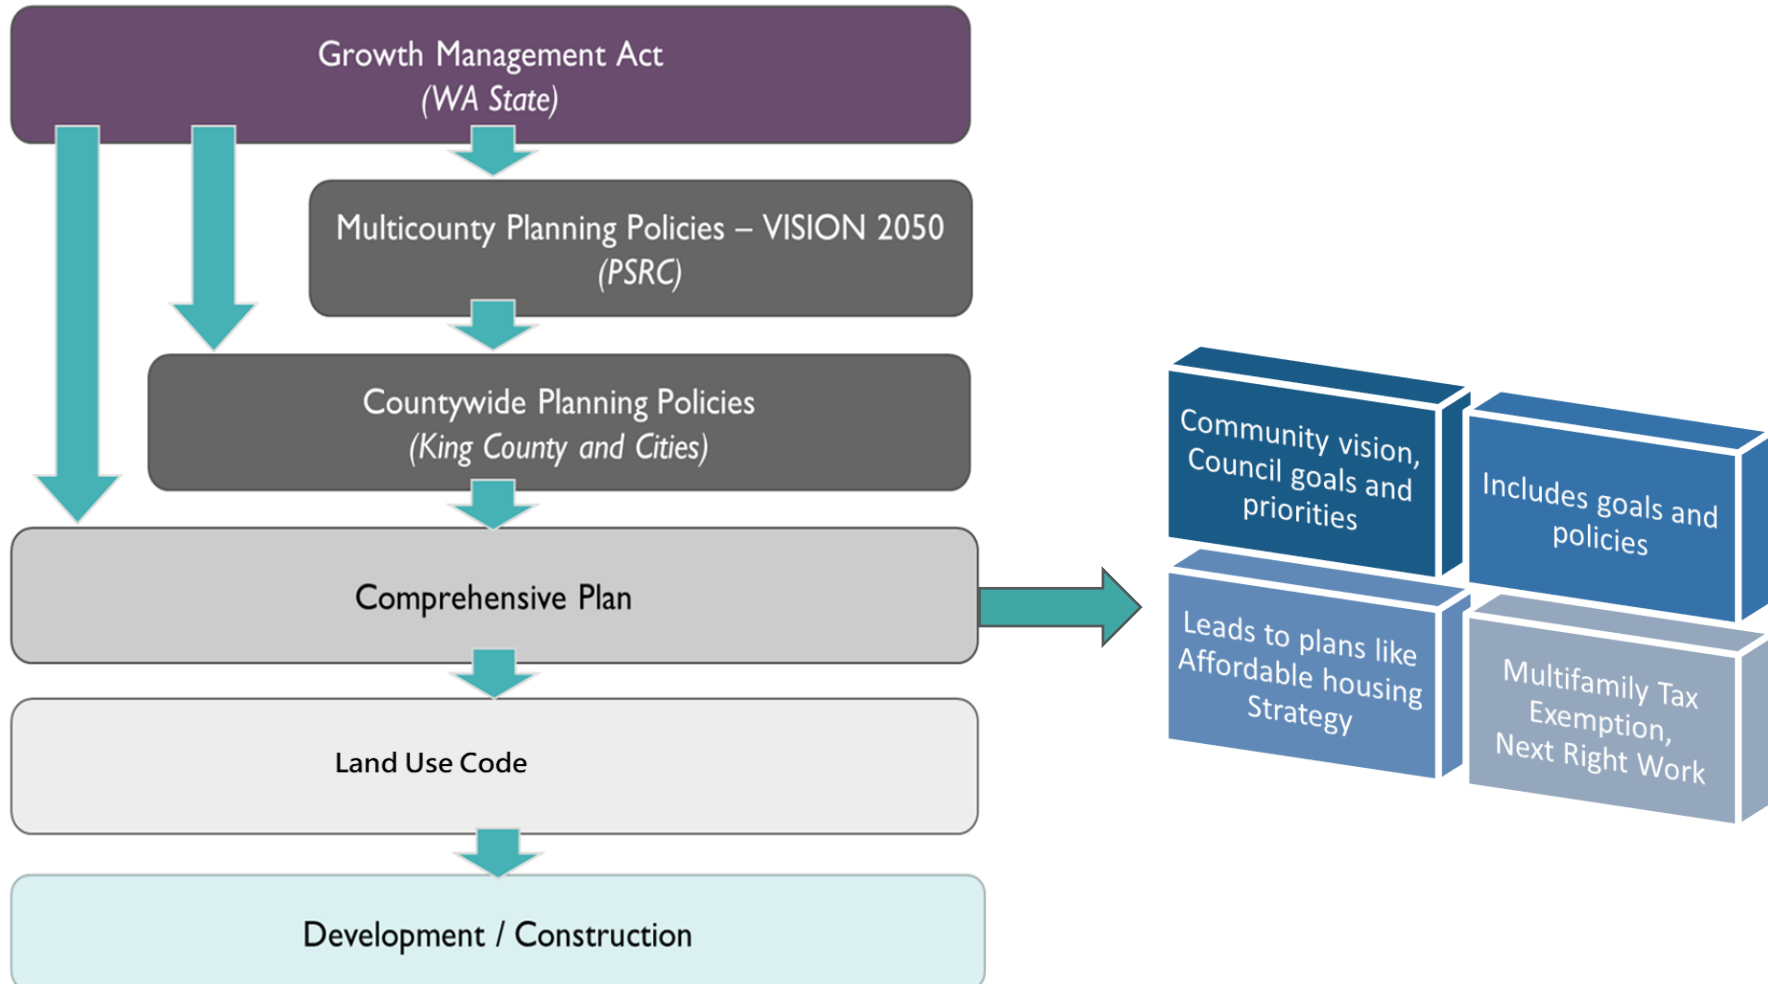 Growth Management Act
(WA State)
Multicounty Planning Policies – VISION 2050
(PSRC)
Countywide Planning Policies
(King County and Cities)
Comprehensive Plan
Land Use Code
Development / Construction
Community vision,
Council goals and
priorities
Includes goals and
policies
Leads to plans like
Affordable housing
Strategy
Multifamily Tax
Exemption,
Next Right Work